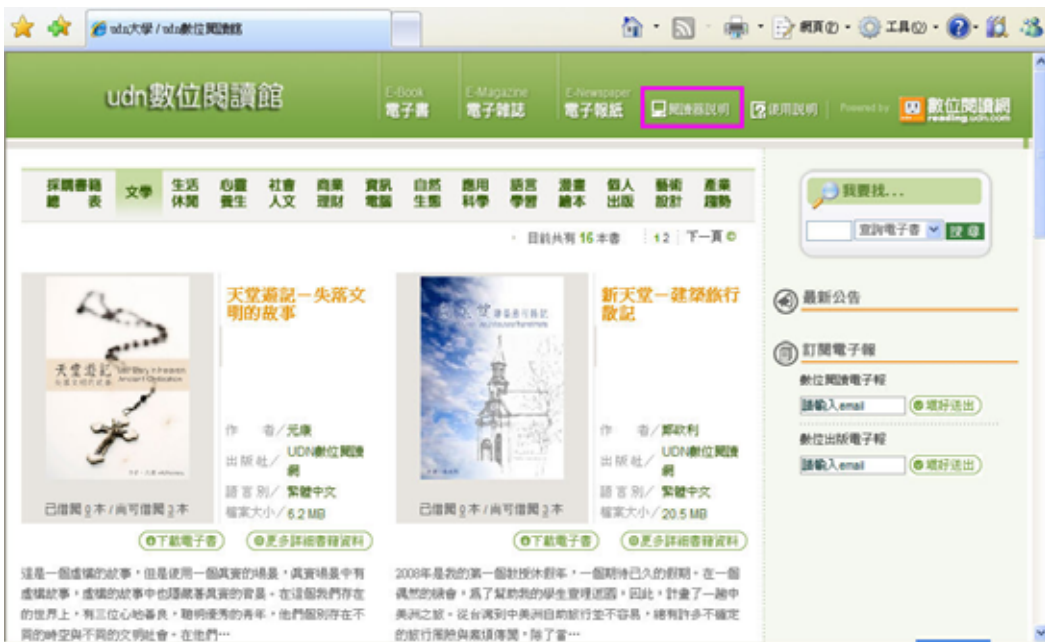 udn大學 / udn數位閱讀館
網頁(P)
工具(O)
udn數位閱讀館
E-Book
電子書
E-Magazine
電子雜誌
E-Newspaper
電子報紙
閱讀器說明
使用說明
Powered by
數位閱讀網
reading.udn.com
採購書籍總表
文學
生活休閒
心靈養生
社會人文
商業理財
資訊電腦
自然生態
應用科學
語言學習
漫畫繪本
個人出版
藝術設計
產業趨勢
目前共有 16 本書
1 2
下一頁
天堂遊記－失落文
明的故事
天堂遊記
作 者／元康
出版社／UDN數位閱讀
網
語言別／繁體中文
檔案大小／6.2 MB
已借閱 0 本 / 尚可借閱 3 本
下載電子書
更多詳細書籍資料
這是一個虛構的故事，但是使用一個真實的場景，真實場景中有
虛構故事，虛構的故事中也隱藏著真實的背景。在這個我們存在
的世界上，有三位心地善良，聰明優秀的青年，他們個別存在不
同的時空與不同的文明社會。在他們…
新天堂－建築旅行
散記
作 者／鄭政利
出版社／UDN數位閱讀
網
語言別／繁體中文
檔案大小／20.5 MB
已借閱 0 本 / 尚可借閱 3 本
下載電子書
更多詳細書籍資料
2008年是我的第一個教授休假年，一個期待已久的假期。在一個
偶然的機會，為了幫助我的學生管理返國，因此，計畫了一趟中
美洲之旅。從台灣到中美洲自助旅行並不容易，總有許多不確定
的旅行風險與繁瑣傳聞，除了當…
我要找...
查詢電子書
搜尋
最新公告
訂閱電子報
數位閱讀電子報
請輸入email
填好送出
數位出版電子報
請輸入email
填好送出